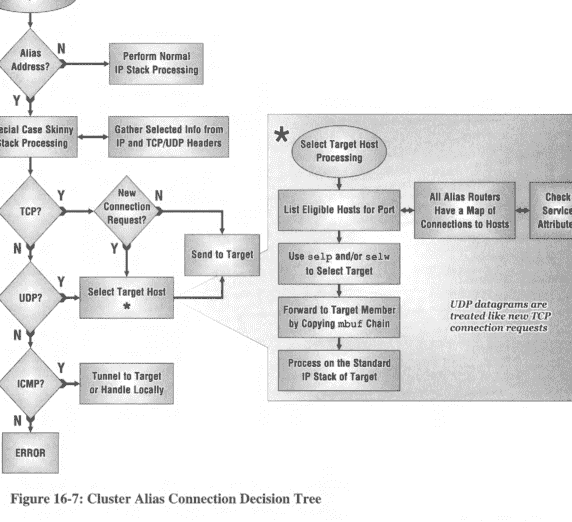 Alias
Address?
N
Perform Normal
IP Stack Processing
Y
Skinny
Processing
Gather Selected Info from
IP and TCP/UDP Headers
TCP?
Y
New
Connection
Request?
N
Y
N
Send to Target
UDP?
Y
Select Target Host
*
N
ICMP?
Y
Tunnel to Target
or Handle Locally
N
ERROR
*
Select Target Host
Processing
List Eligible Hosts for Port
All Alias Routers
Have a Map of
Connections to Hosts
Check
Service
Use selp and/or selw
to Select Target
Forward to Target Member
by Copying mbuf Chain
Process on the Standard
IP Stack of Target
UDP datagrams are
treated like new TCP
connection requests
Figure 16-7: Cluster Alias Connection Decision Tree